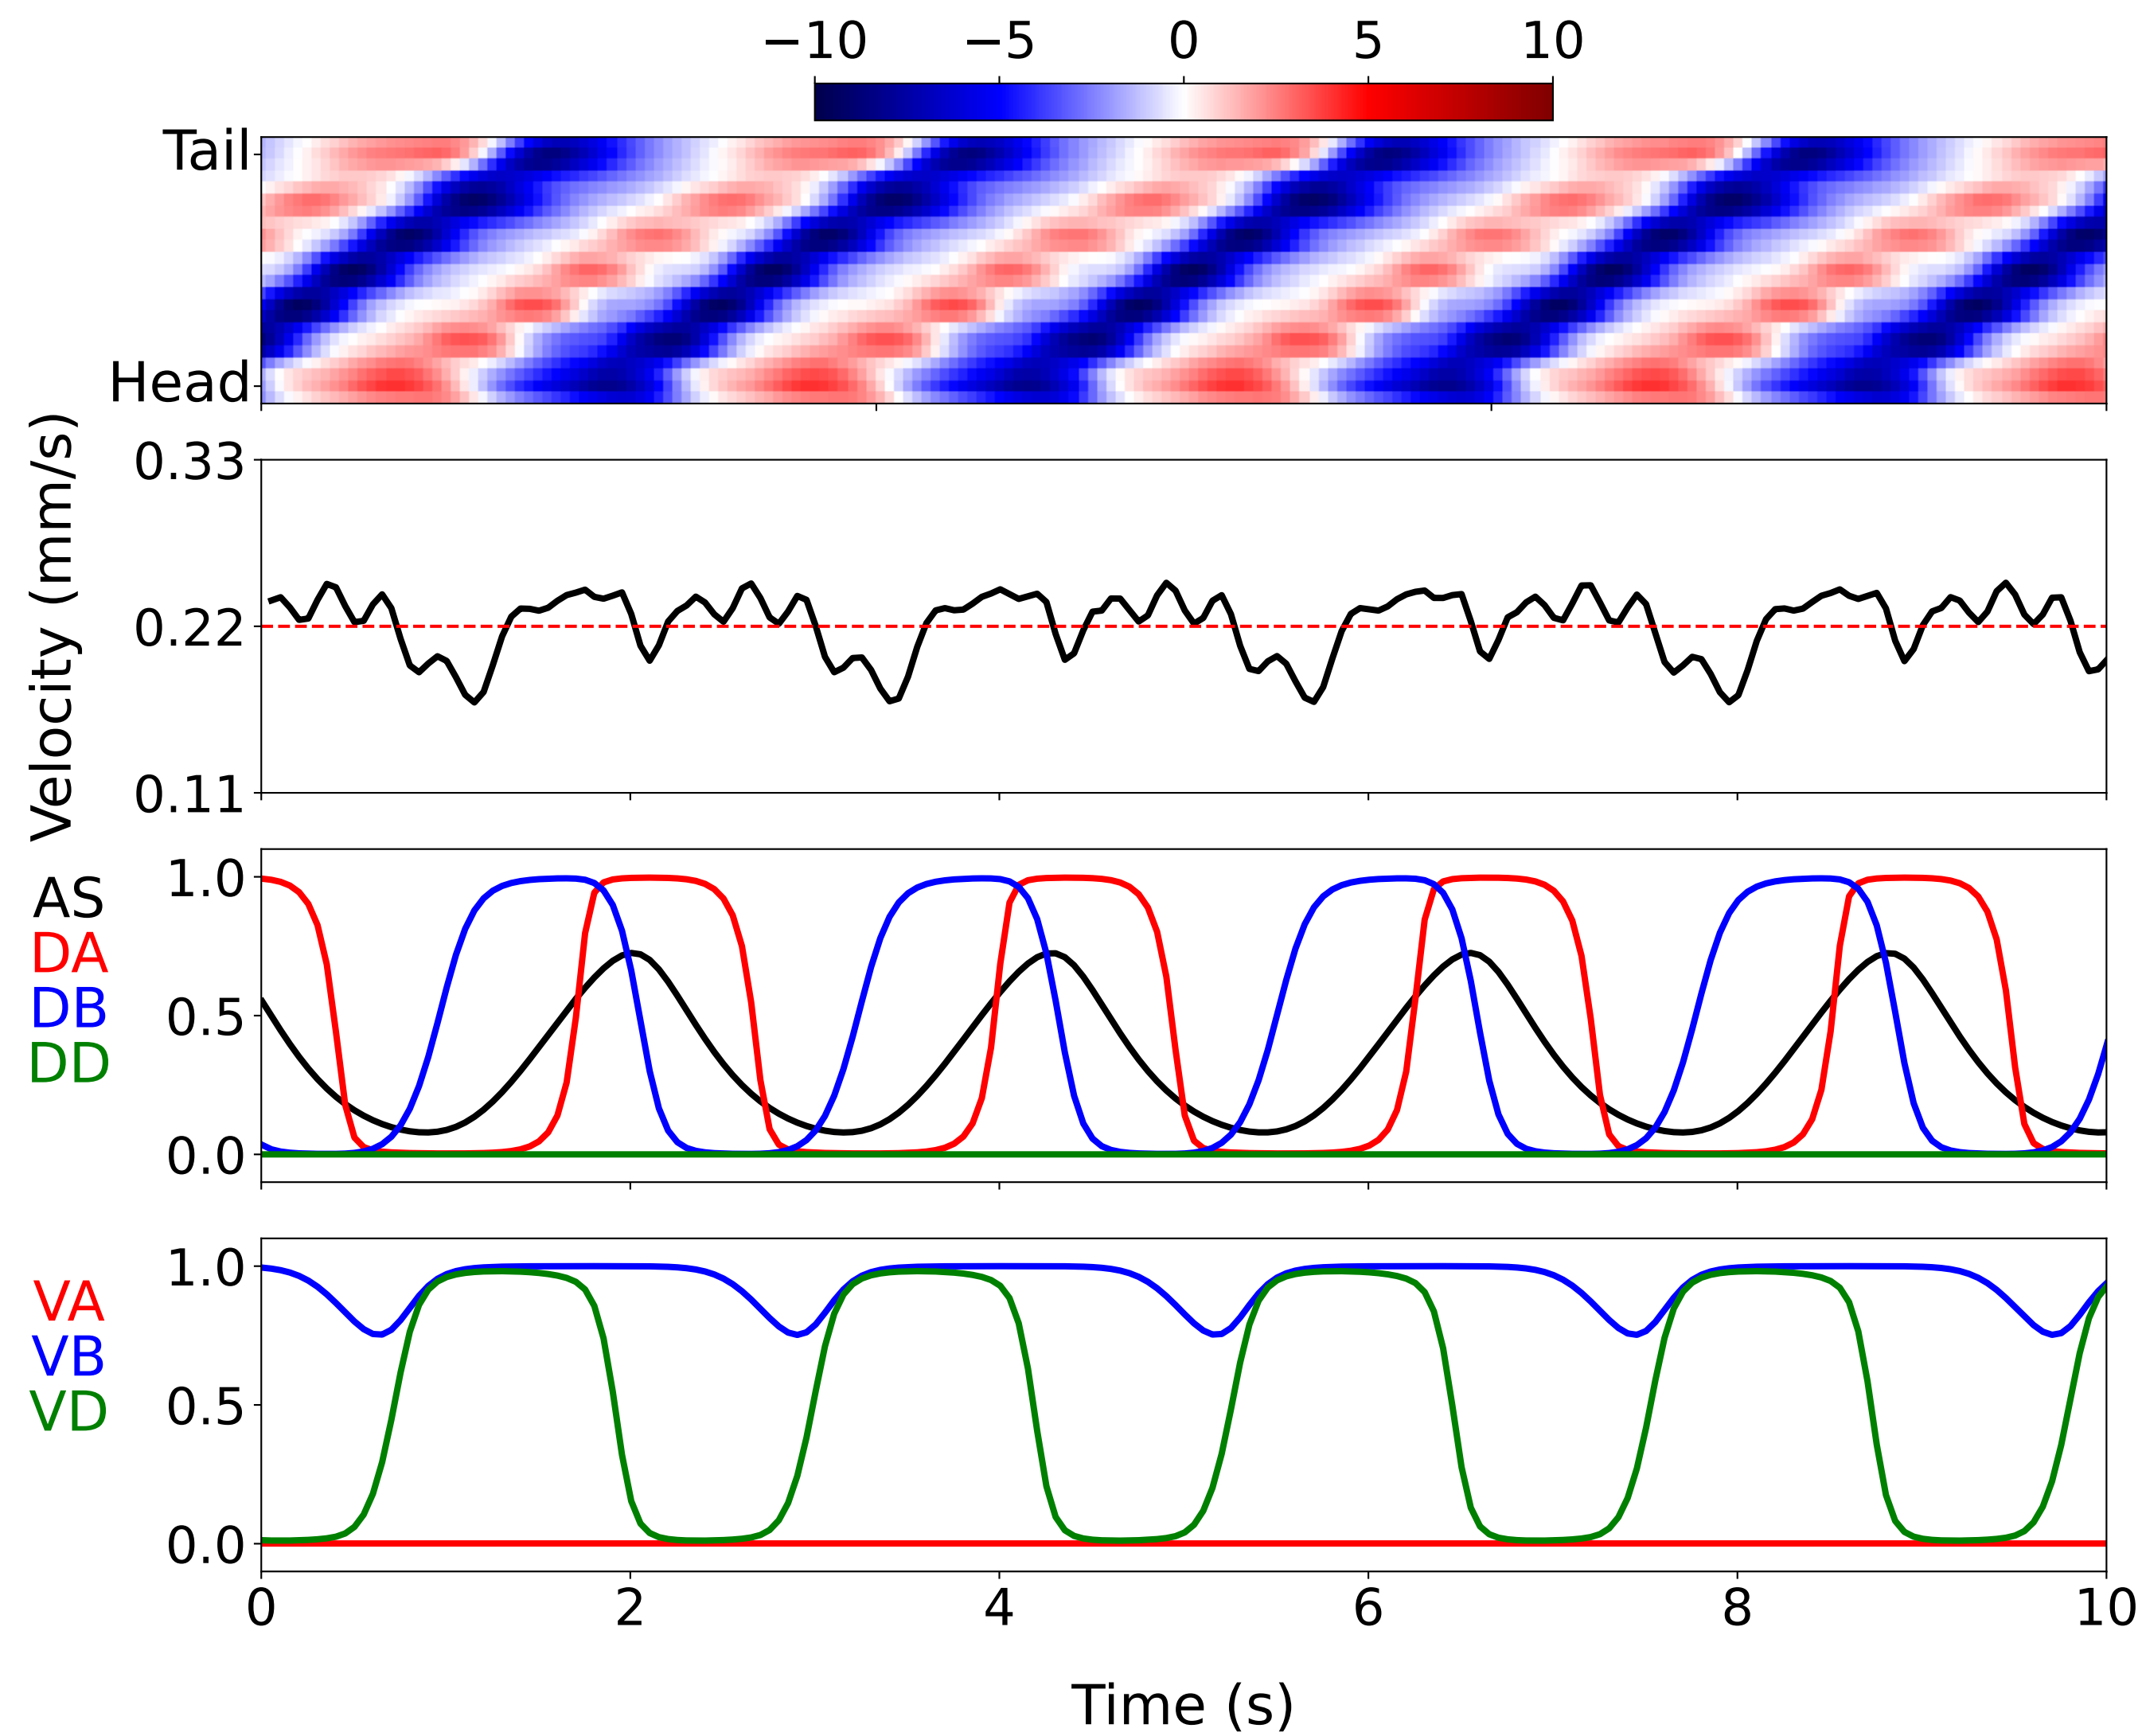 −10 −5 0 5 10
Tail
Head
Velocity (mm/s)
0.33
0.22
0.11
AS
DA
DB
DD
1.0
0.5
0.0
VA
VB
VD
1.0
0.5
0.0
0 2 4 6 8 10
Time (s)